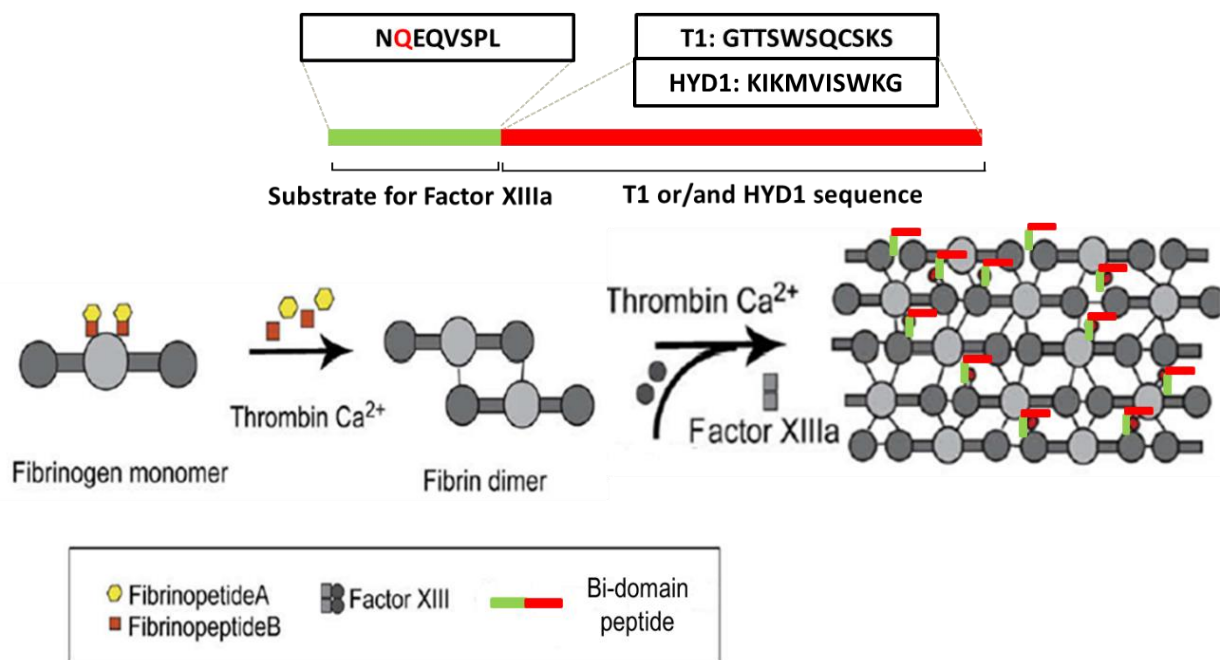 NQEQVSPL
T1: GTTSWSQCSKS
HYD1: KIKMVISWKG
Substrate for Factor XIIIa
T1 or/and HYD1 sequence
Thrombin Ca2+
Fibrinogen monomer
Fibrin dimer
Thrombin Ca2+
Factor XIIIa
FibrinopetideA
FibrinopeptideB
Factor XIII
Bi-domain
peptide